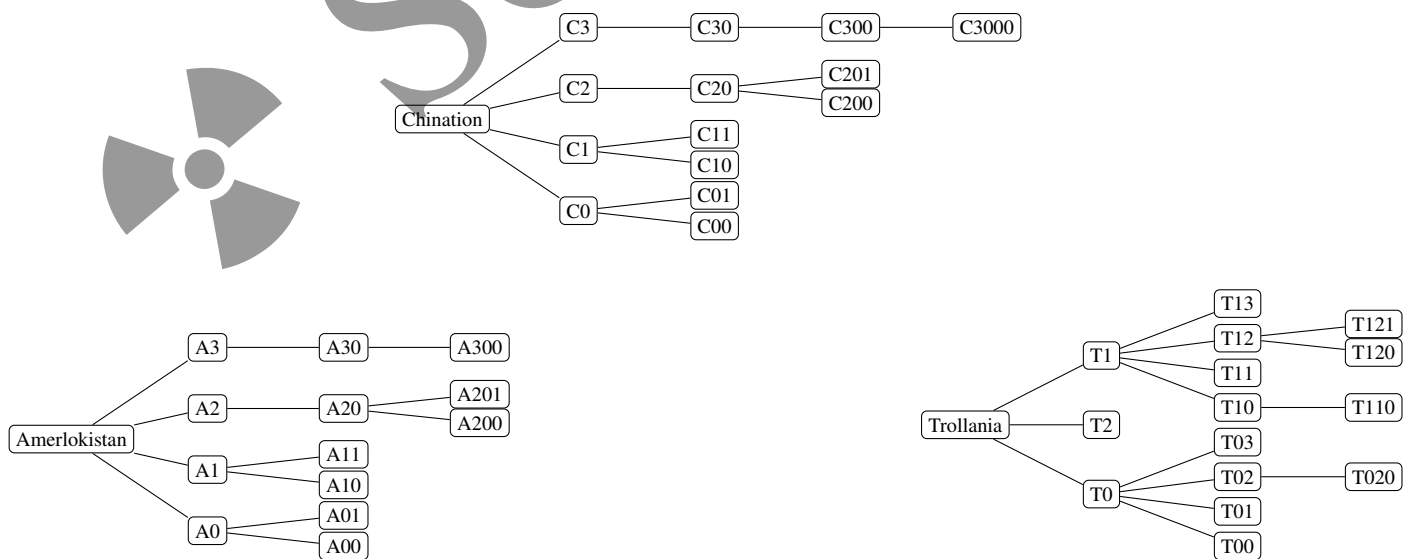 C3 C30 C300 C3000
C201
C2 C20
C200
Chination
C11
C1
C10
C01
C0
C00
T13
T121
A3 A30 A300
T12
T1
T120
T11
A201
A2 A20
T10 T110
A200
Trollania T2
Amerlokistan
T03
A11
A1
T02 T020
A10
T0
T01
A01
A0
A00
T00